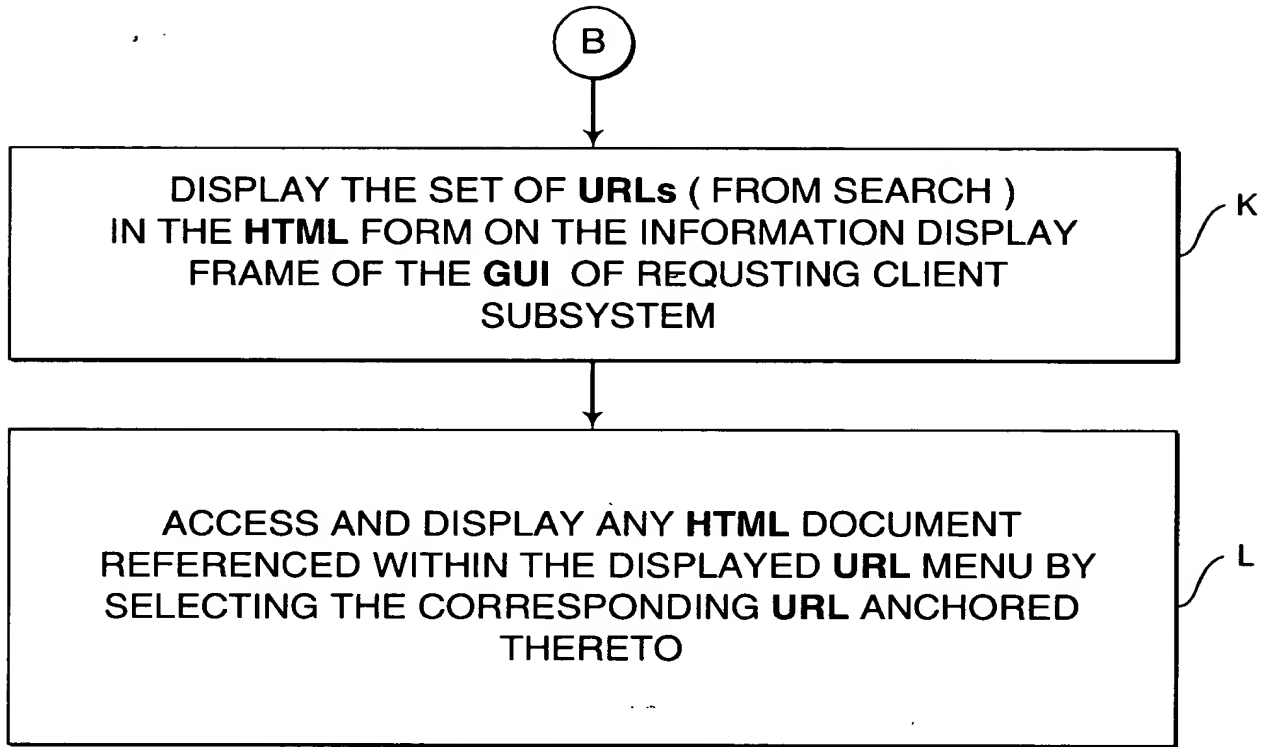 B
DISPLAY THE SET OF URLs ( FROM SEARCH )
IN THE HTML FORM ON THE INFORMATION DISPLAY
FRAME OF THE GUI OF REQUSTING CLIENT
SUBSYSTEM
K
ACCESS AND DISPLAY ANY HTML DOCUMENT
REFERENCED WITHIN THE DISPLAYED URL MENU BY
SELECTING THE CORRESPONDING URL ANCHORED
THERETO
L